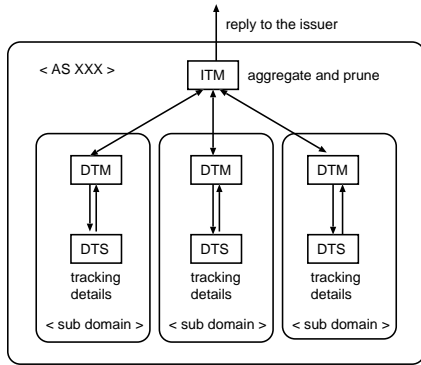 reply to the issuer
< AS XXX >
ITM
aggregate and prune
DTM
DTM
DTM
DTS
DTS
DTS
tracking
details
tracking
details
tracking
details
< sub domain >
< sub domain >
< sub domain >